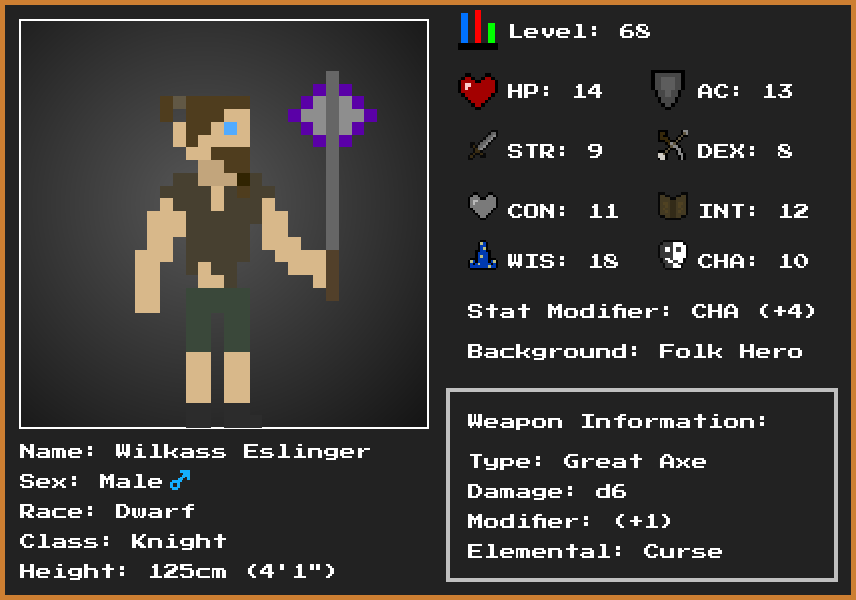 Level: 68
HP: 14
AC: 13
STR: 9
DEX: 8
CON: 11
INT: 12
WIS: 18
CHA: 10
Stat Modifier: CHA (+4)
Background: Folk Hero
Weapon Information:
Type: Great Axe
Damage: d6
Modifier: (+1)
Elemental: Curse
Name: Wilkass Eslinger
Sex: Male♂
Race: Dwarf
Class: Knight
Height: 125cm (4'1")